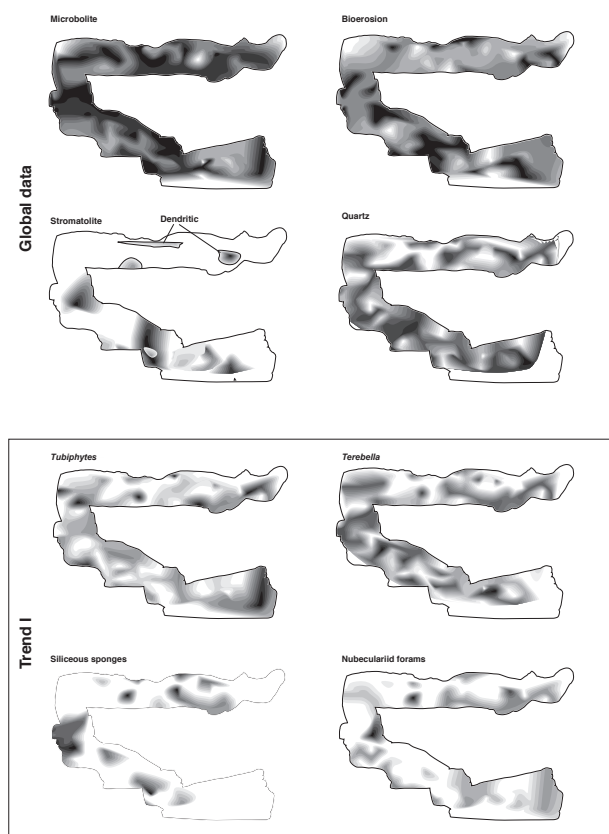 Global data
Microbolite
Bioerosion
Stromatolite
Dendritic
Quartz
Trend I
Tubiphytes
Terebella
Siliceous sponges
Nubeculariid forams